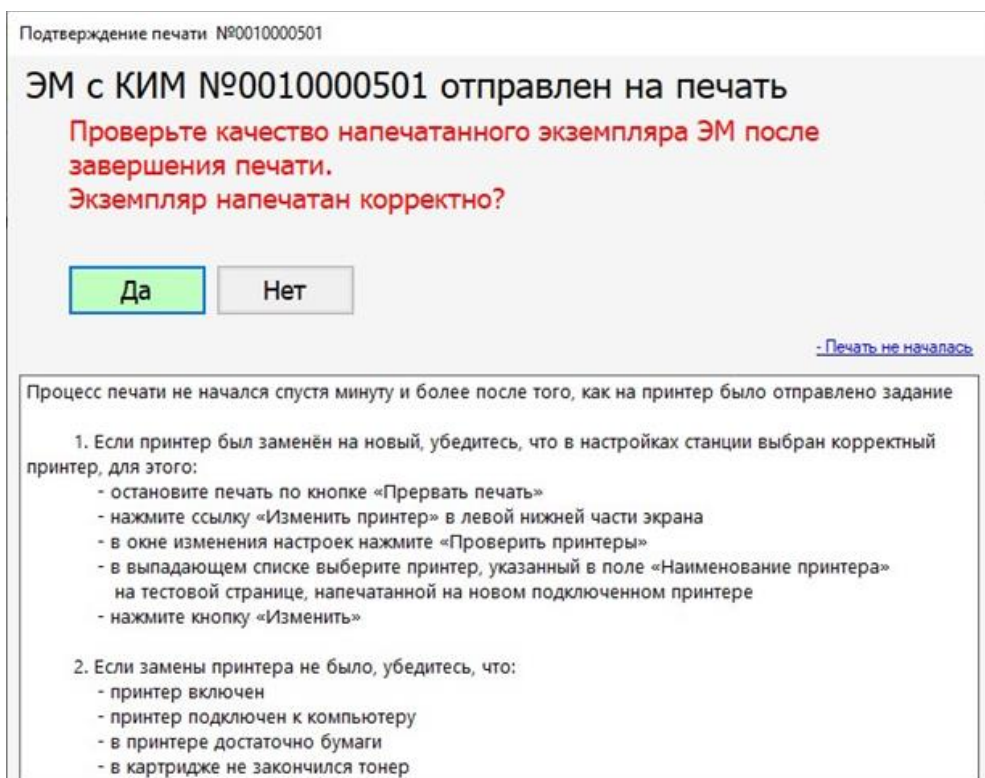 Подтверждение печати №0010000501
ЭМ с КИМ №0010000501 отправлен на печать
Проверьте качество напечатанного экземпляра ЭМ после
завершения печати.
Экземпляр напечатан корректно?
Да Нет
- Печать не началась
Процесс печати не начался спустя минуту и более после того, как на принтер было отправлено задание
1. Если принтер был заменён на новый, убедитесь, что в настройках станции выбран корректный
принтер, для этого:
- остановите печать по кнопке «Прервать печать»
- нажмите ссылку «Изменить принтер» в левой нижней части экрана
- в окне изменения настроек нажмите «Проверить принтеры»
- в выпадающем списке выберите принтер, указанный в поле «Наименование принтера»
на тестовой странице, напечатанной на новом подключенном принтере
- нажмите кнопку «Изменить»
2. Если замены принтера не было, убедитесь, что:
- принтер включен
- принтер подключен к компьютеру
- в принтере достаточно бумаги
- в картридже не закончился тонер